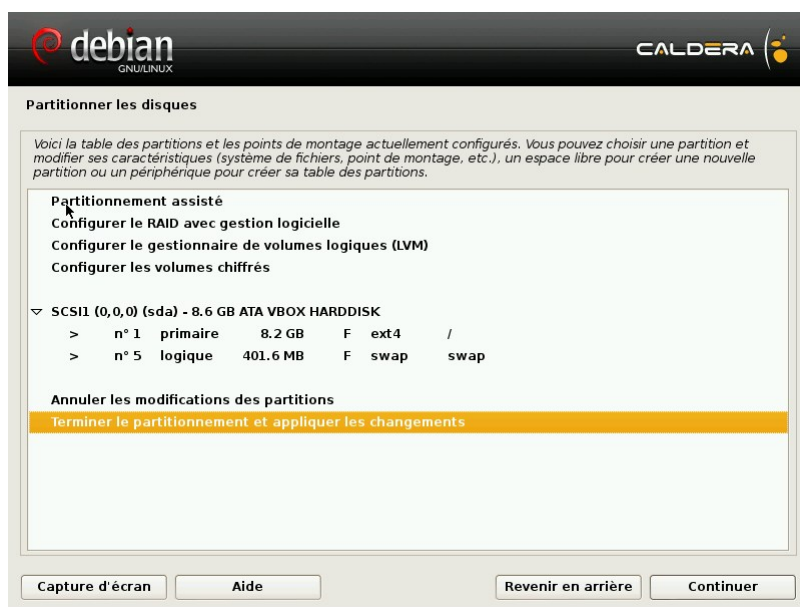 debian
GNU/LINUX
CALDERA
Partitionner les disques
Voici la table des partitions et les points de montage actuellement configurés. Vous pouvez choisir une partition et
modifier ses caractéristiques (système de fichiers, point de montage, etc.), un espace libre pour créer une nouvelle
partition ou un périphérique pour créer sa table des partitions.
Partitionnement assisté
Configurer le RAID avec gestion logicielle
Configurer le gestionnaire de volumes logiques (LVM)
Configurer les volumes chiffrés
SCSI1 (0,0,0) (sda) - 8.6 GB ATA VBOX HARDDISK
> n° 1 primaire 8.2 GB F ext4 /
> n° 5 logique 401.6 MB F swap swap
Annuler les modifications des partitions
Terminer le partitionnement et appliquer les changements
Capture d'écran Aide Revenir en arrière Continuer